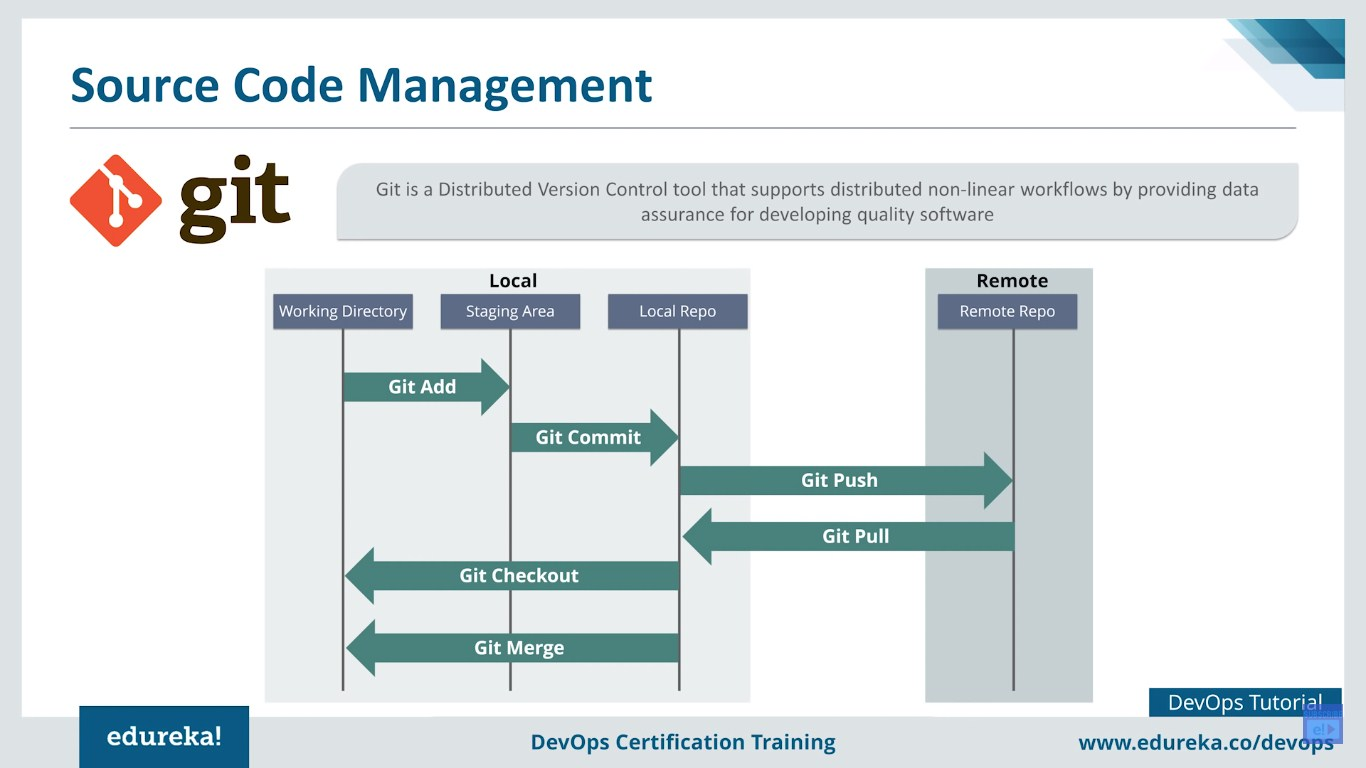 Source Code Management
git
Git is a Distributed Version Control tool that supports distributed non-linear workflows by providing data
assurance for developing quality software
Local
Remote
Working Directory
Staging Area
Local Repo
Remote Repo
Git Add
Git Commit
Git Push
Git Pull
Git Checkout
Git Merge
DevOps Tutorial
edureka!
DevOps Certification Training
www.edureka.co/devops
e!